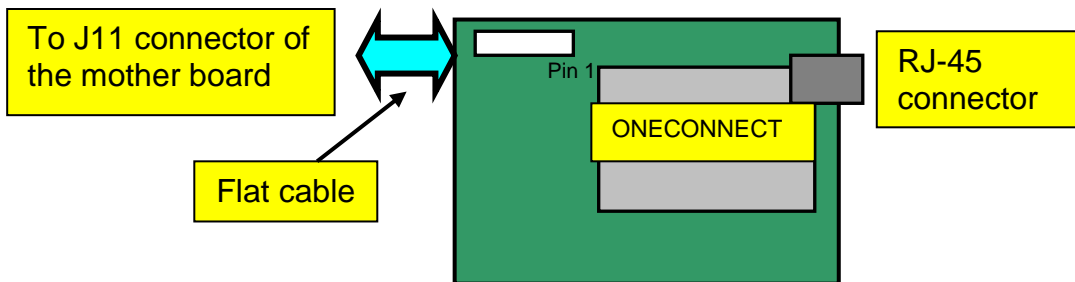 To J11 connector of
the mother board
Pin 1
RJ-45
connector
ONECONNECT
Flat cable